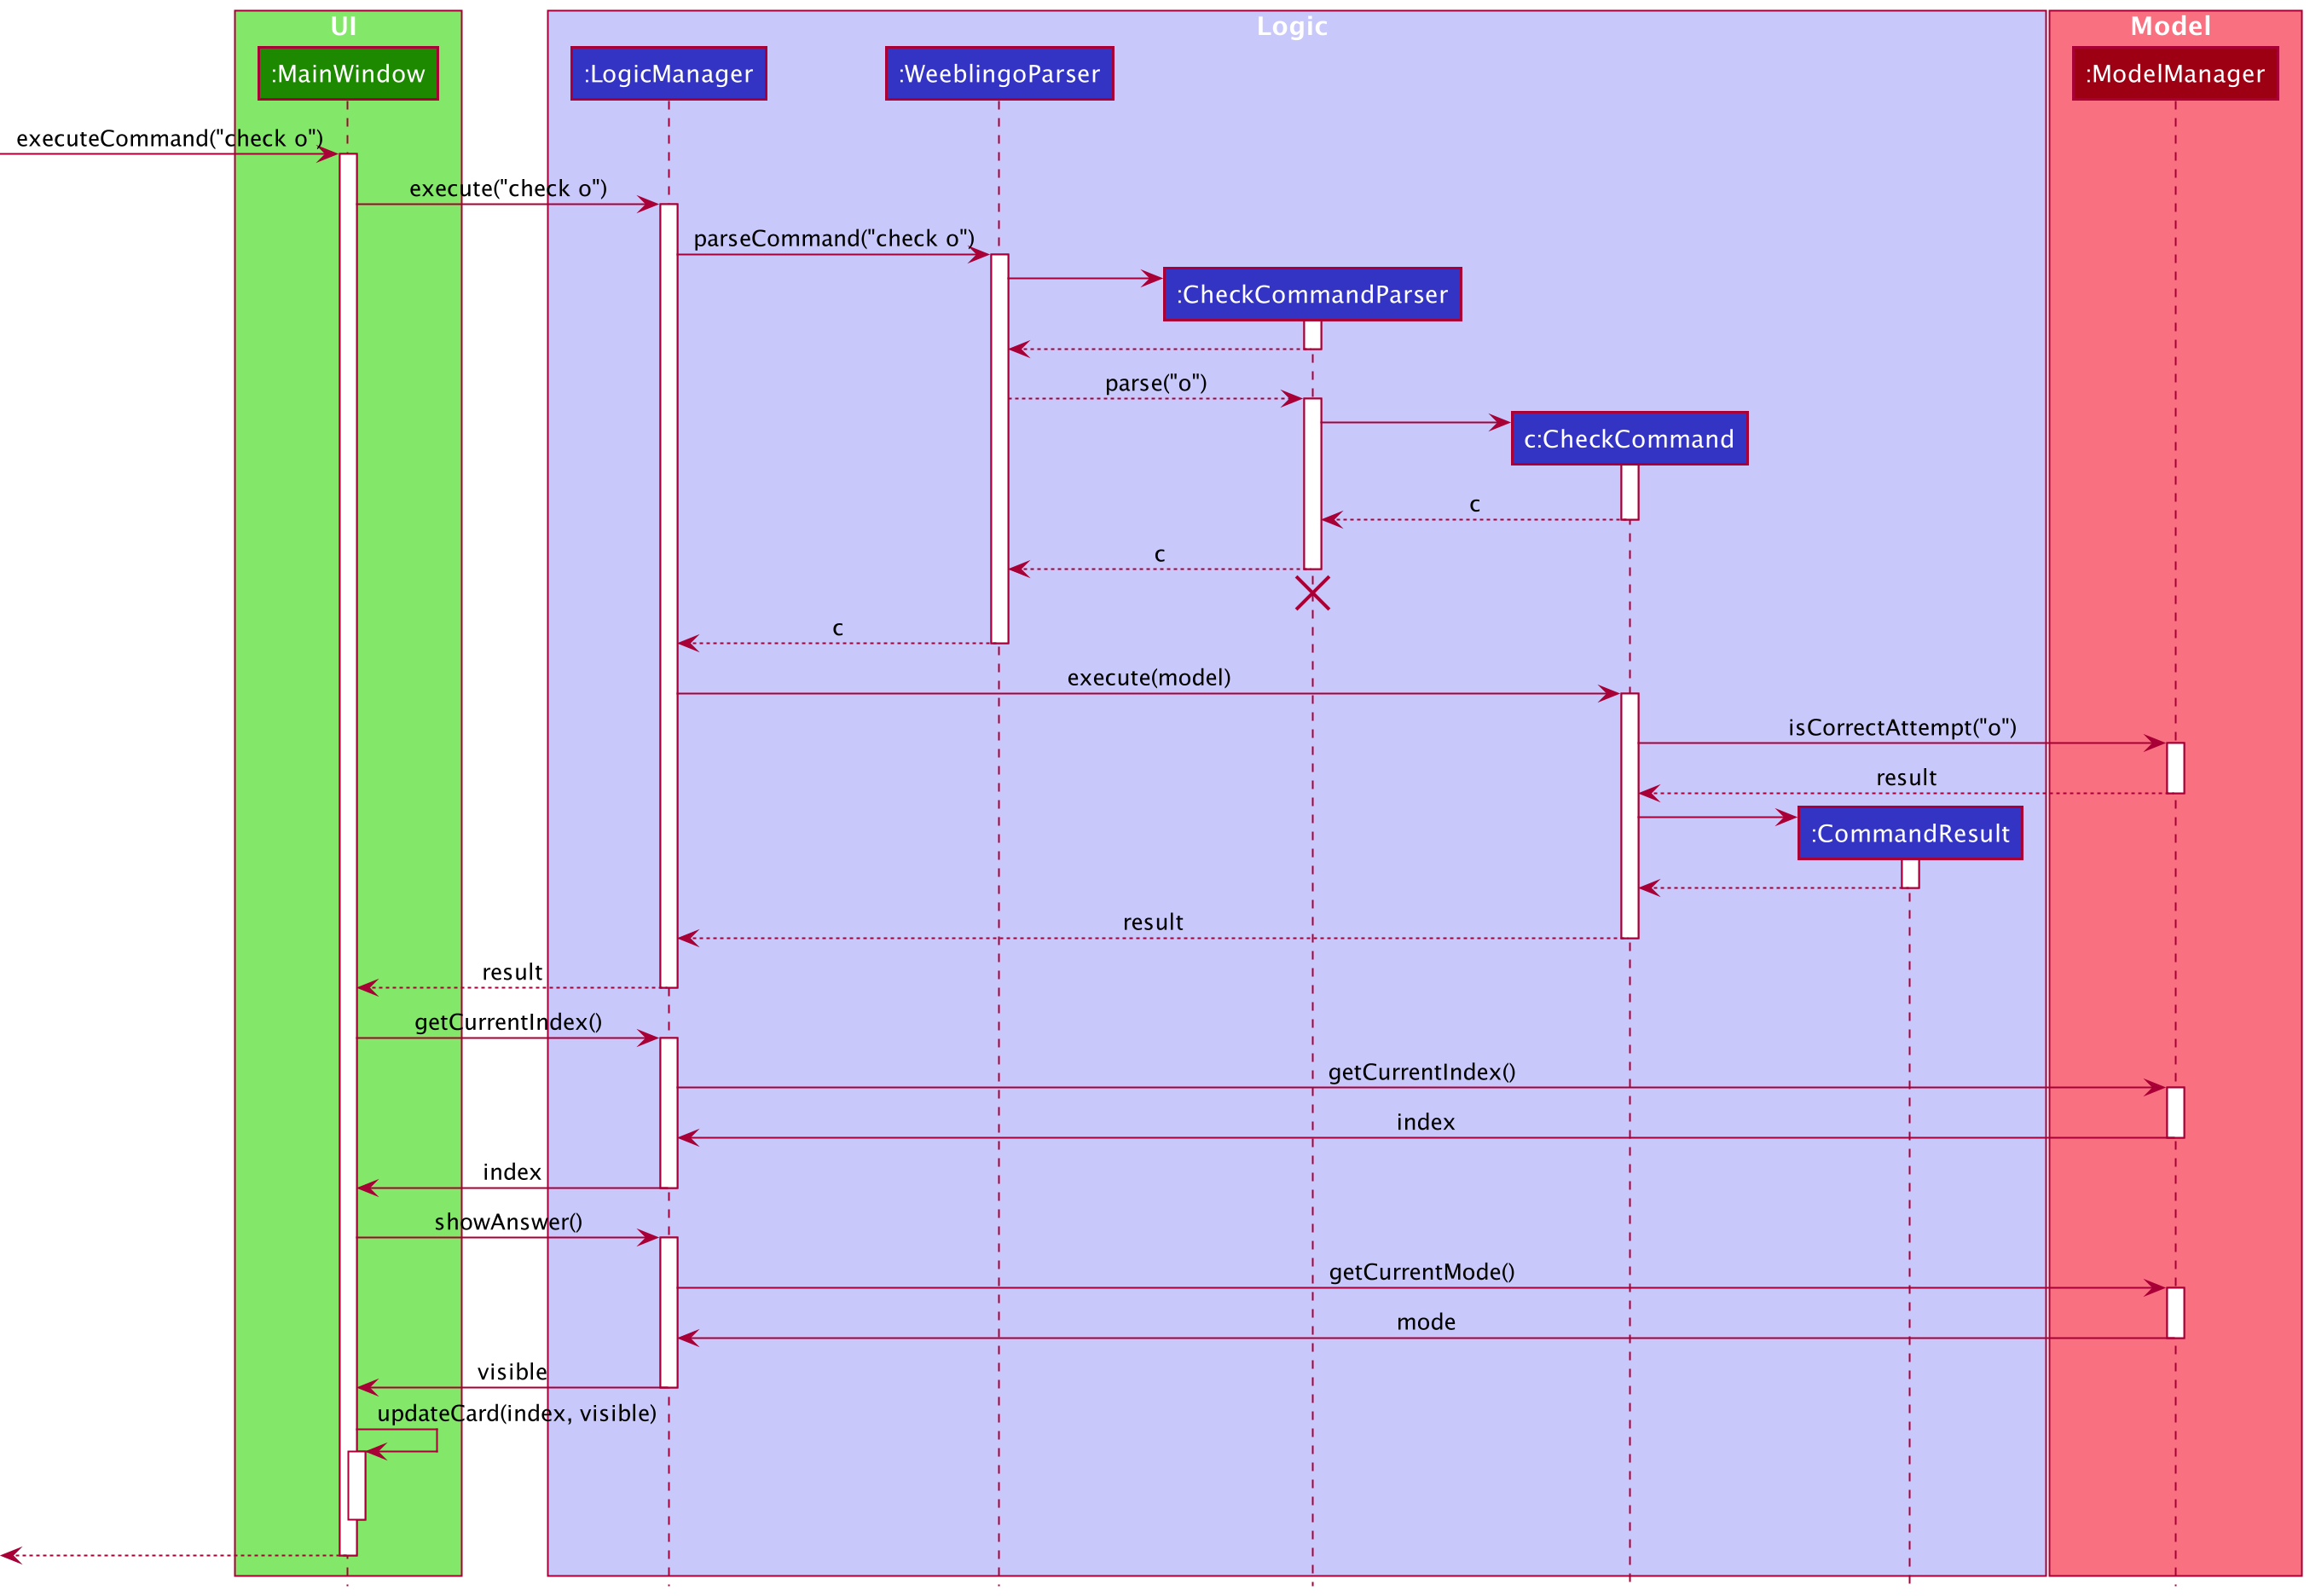 UI
Logic
Model
:MainWindow
:LogicManager
:WeeblingoParser
:ModelManager
executeCommand("check o")
execute("check o")
parseCommand("check o")
:CheckCommandParser
parse("o")
c:CheckCommand
c
c
c
execute(model)
isCorrectAttempt("o")
result
:CommandResult
result
result
getCurrentIndex()
getCurrentIndex()
index
index
showAnswer()
getCurrentMode()
mode
visible
updateCard(index, visible)